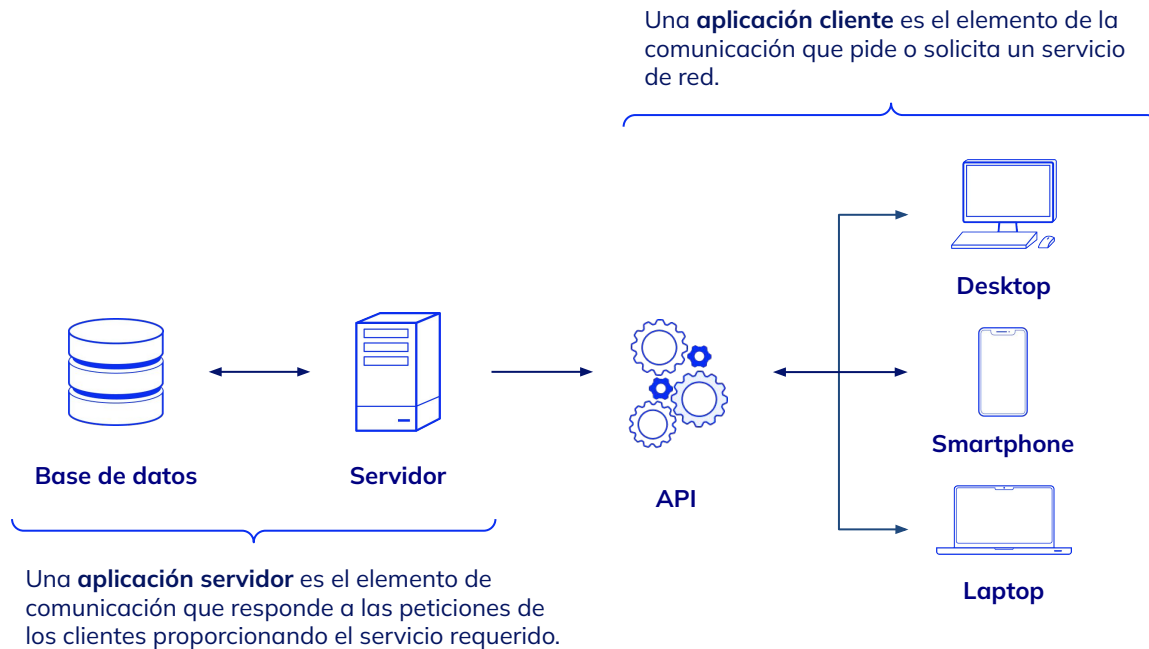 Una aplicación cliente es el elemento de la
comunicación que pide o solicita un servicio
de red.
Desktop
Smartphone
Laptop
API
Base de datos
Servidor
Una aplicación servidor es el elemento de
comunicación que responde a las peticiones de
los clientes proporcionando el servicio requerido.